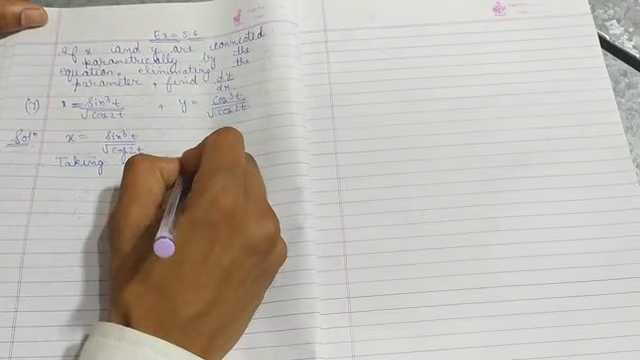 Ex = 5.6
If x and y are connected
parametrically by the
equation, eliminating the
parameter, find dy/dx
(7) x = sin³t/√cos2t , y = cos³t/√cos2t
Solⁿ x = sin³t/√cos2t
Taking